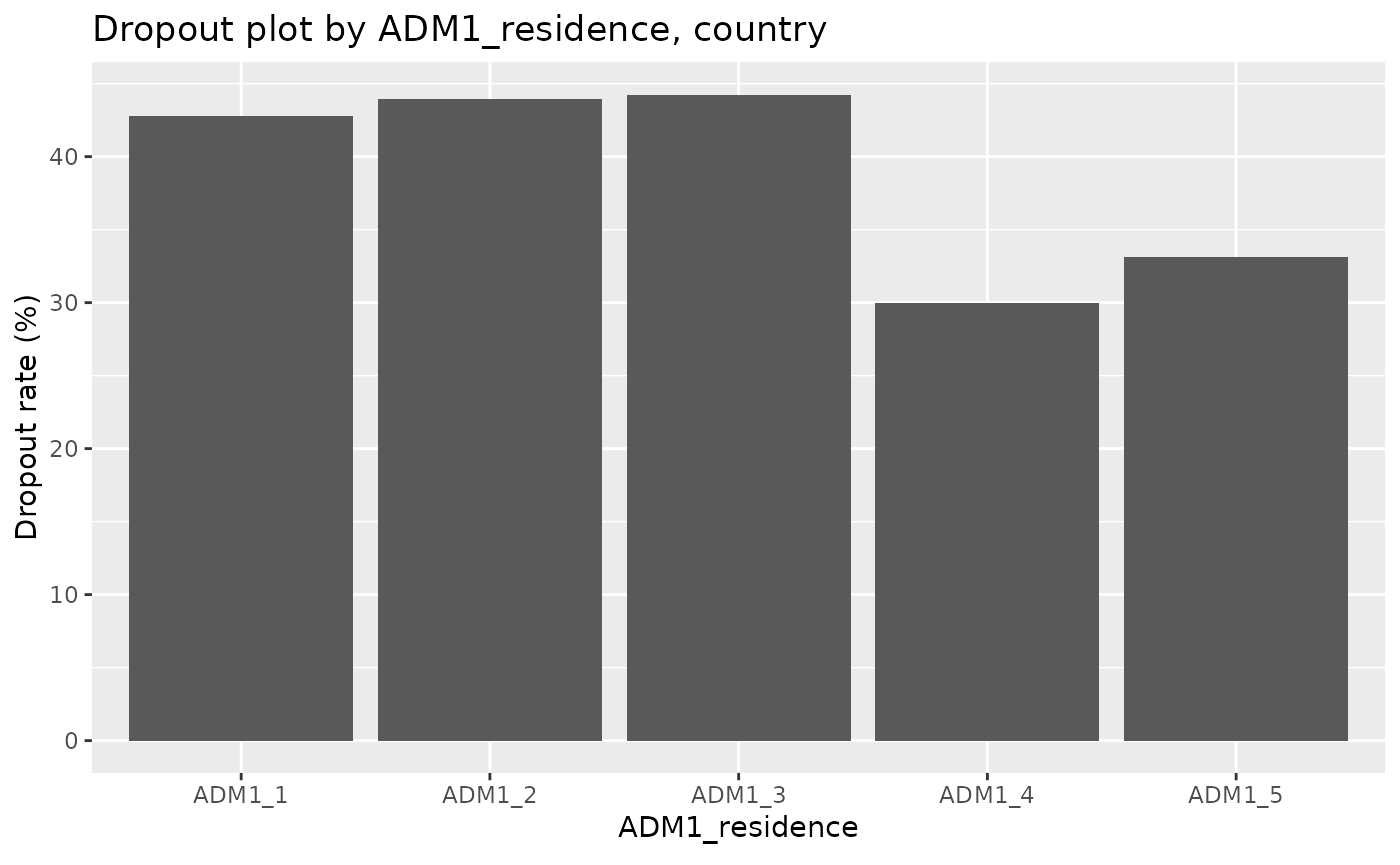 Dropout plot by ADM1_residence, country
Dropout rate (%)
40
30
20
10
0
ADM1_1 ADM1_2 ADM1_3 ADM1_4 ADM1_5
ADM1_residence